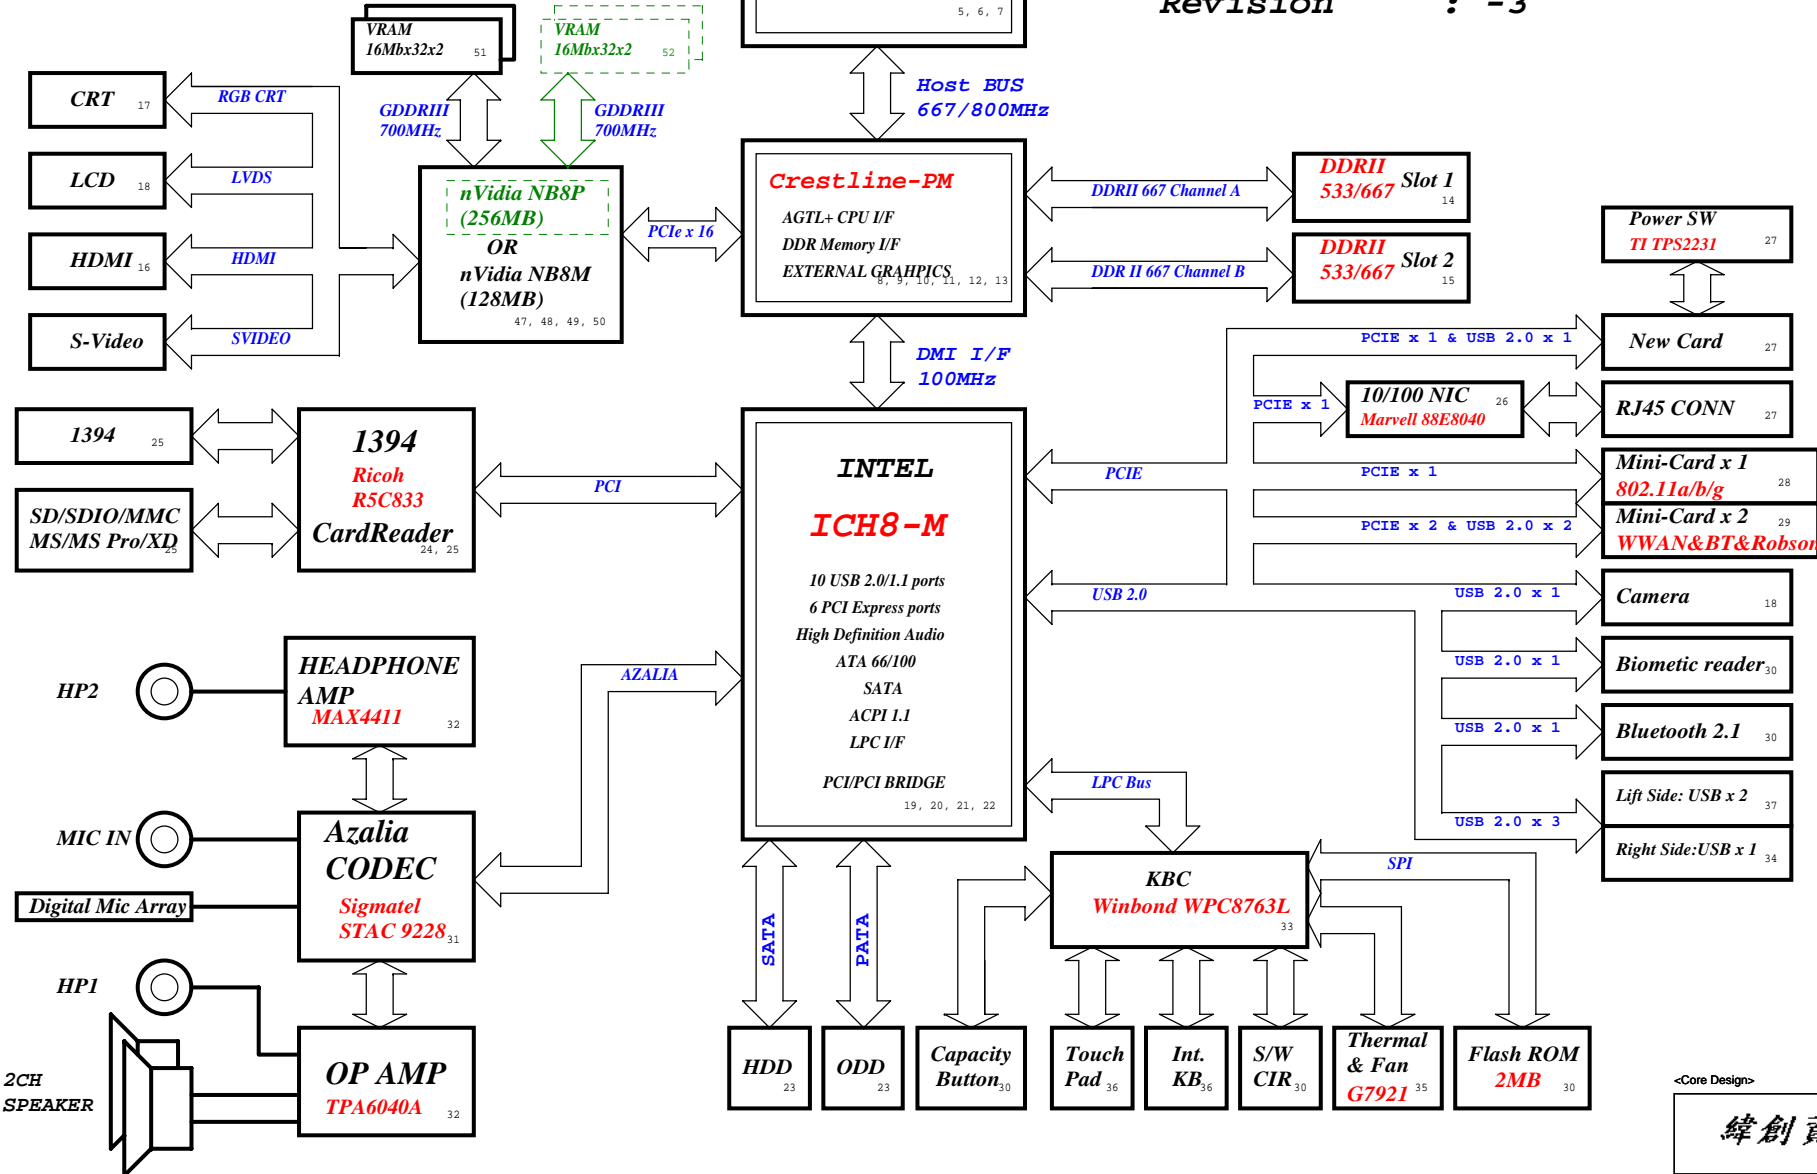 5, 6, 7
Revision : -3
VRAM
16Mbx32x2 51
VRAM
16Mbx32x2 52
GDDRIII
700MHz
GDDRIII
700MHz
Host BUS
667/800MHz
CRT 17
RGB CRT
LCD 18
LVDS
HDMI 16
HDMI
S-Video
SVIDEO
nVidia NB8P
(256MB)
OR
nVidia NB8M
(128MB)
47, 48, 49, 50
PCIe x 16
Crestline-PM
AGTL+ CPU I/F
DDR Memory I/F
EXTERNAL GRAHPICS
8, 9, 10, 11, 12, 13
DDRII 667 Channel A
DDR II 667 Channel B
DDRII
533/667 Slot 1
14
DDRII
533/667 Slot 2
15
Power SW
TI TPS2231 27
DMI I/F
100MHz
PCIE x 1 & USB 2.0 x 1
New Card 27
PCIE x 1
10/100 NIC 26
Marvell 88E8040
RJ45 CONN 27
1394 25
SD/SDIO/MMC
MS/MS Pro/XD
25
1394
Ricoh
R5C833
CardReader
24, 25
PCI
INTEL
ICH8-M
10 USB 2.0/1.1 ports
6 PCI Express ports
High Definition Audio
ATA 66/100
SATA
ACPI 1.1
LPC I/F
PCI/PCI BRIDGE
19, 20, 21, 22
PCIE
USB 2.0
PCIE x 1
Mini-Card x 1
802.11a/b/g 28
PCIE x 2 & USB 2.0 x 2
Mini-Card x 2 29
WWAN&BT&Robson
USB 2.0 x 1
Camera 18
USB 2.0 x 1
Biometic reader 30
USB 2.0 x 1
Bluetooth 2.1 30
USB 2.0 x 3
Lift Side: USB x 2 37
Right Side:USB x 1 34
HP2
HEADPHONE
AMP
MAX4411 32
AZALIA
MIC IN
Digital Mic Array
Azalia
CODEC
Sigmatel
STAC 9228 31
HP1
2CH
SPEAKER
OP AMP
TPA6040A 32
LPC Bus
KBC
Winbond WPC8763L
33
SPI
SATA
PATA
HDD
23
ODD
23
Capacity
Button 30
Touch
Pad 36
Int.
KB 36
S/W
CIR 30
Thermal
& Fan
G7921 35
Flash ROM
2MB 30
<Core Design>
緯創